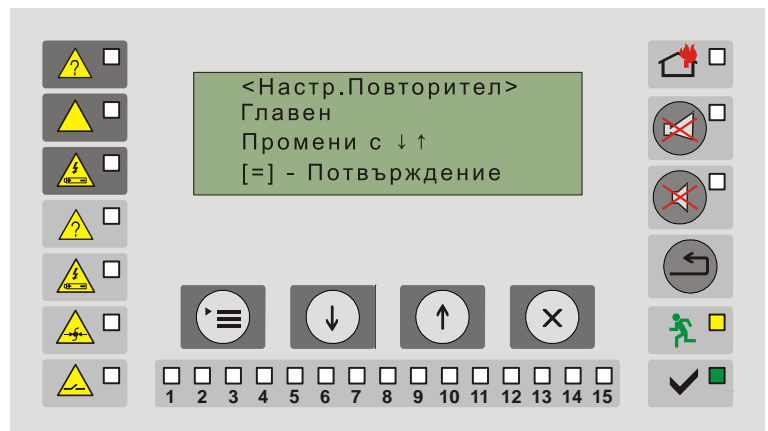 <Настр.Повторител>
Главен
Промени с ↓↑
[=] - Потвърждение
1 2 3 4 5 6 7 8 9 10 11 12 13 14 15